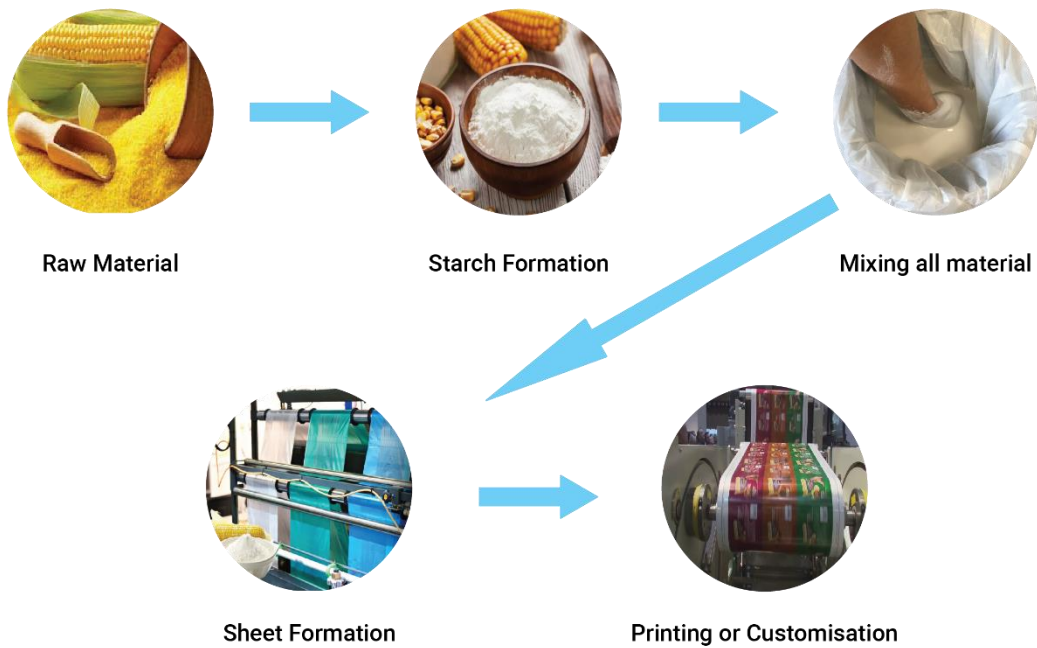 Raw Material
Starch Formation
Mixing all material
Sheet Formation
Printing or Customisation